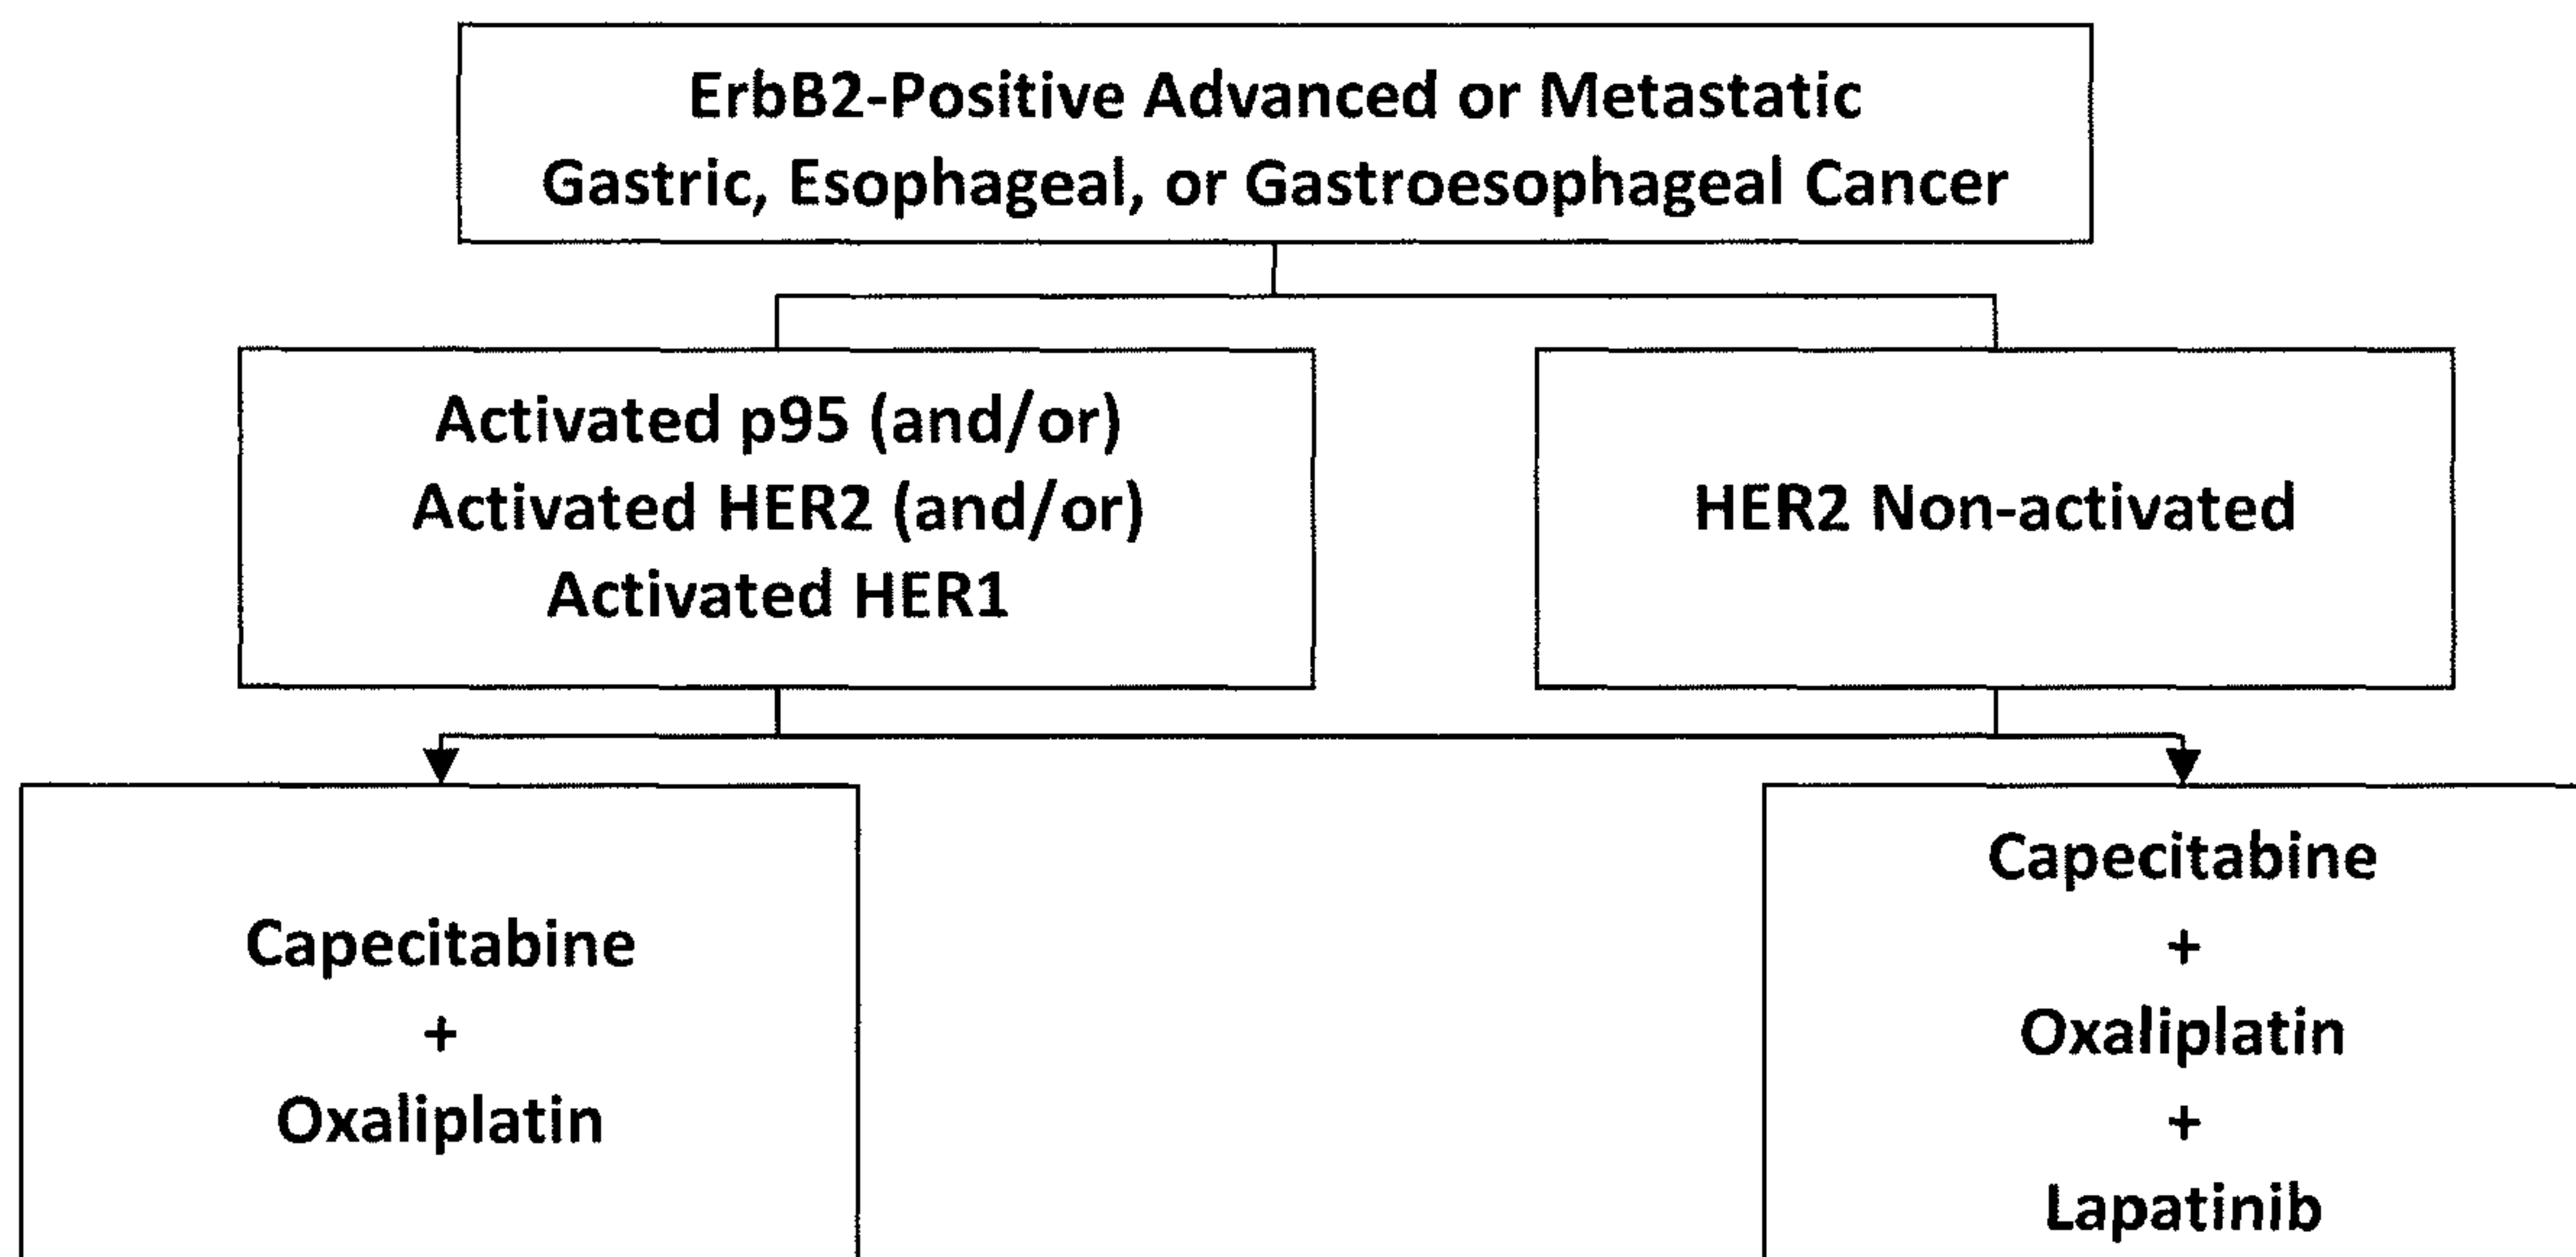 ErbB2-Positive Advanced or Metastatic
Gastric, Esophageal, or Gastroesophageal Cancer
Activated p95 (and/or)
Activated HER2 (and/or)
Activated HER1
HER2 Non-activated
Capecitabine
+
Oxaliplatin
Capecitabine
+
Oxaliplatin
+
Lapatinib